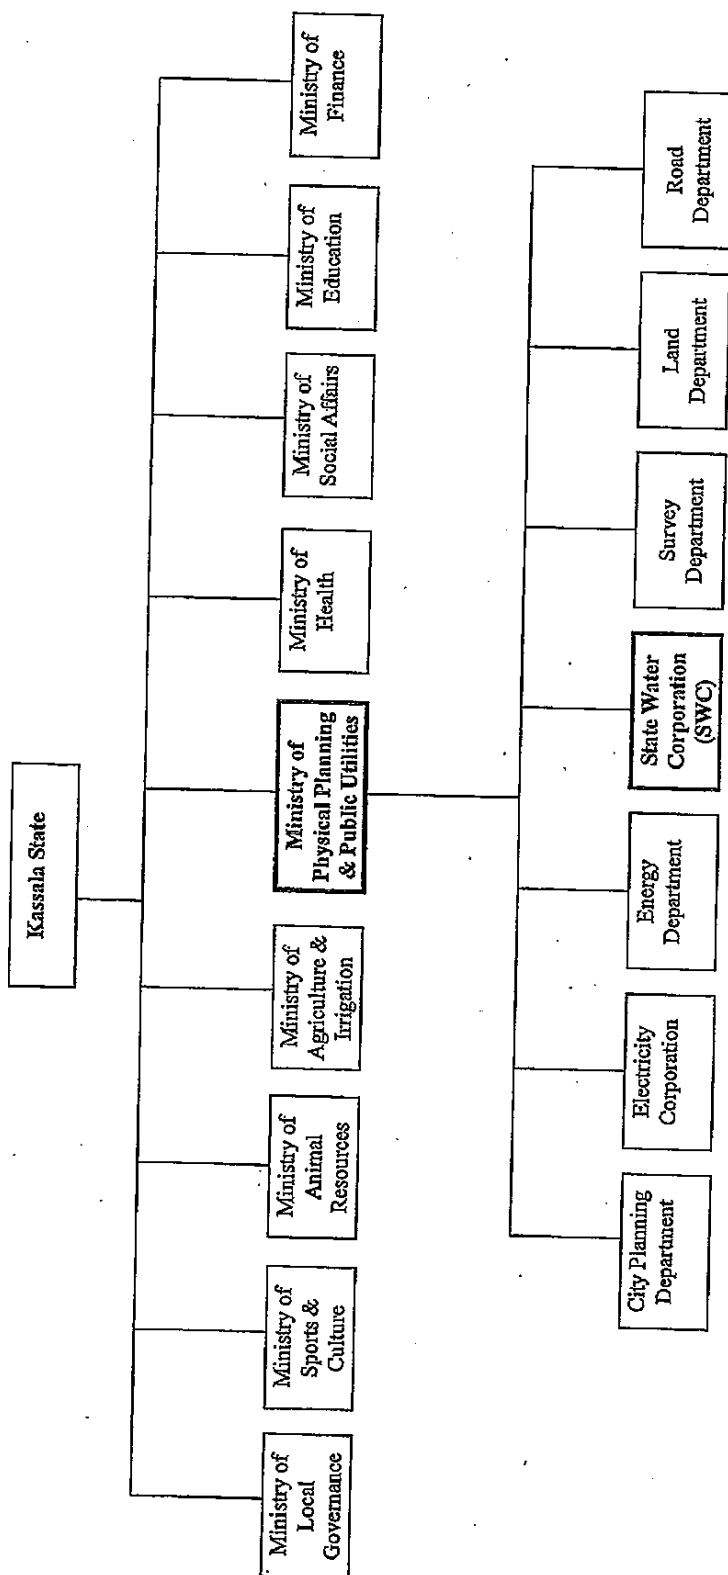 Kassala State
Ministry of
Local
Governance
Ministry of
Sports &
Culture
Ministry of
Animal
Resources
Ministry of
Agriculture &
Irrigation
Ministry of
Physical Planning
& Public Utilities
Ministry of
Health
Ministry of
Social Affairs
Ministry of
Education
Ministry of
Finance
City Planning
Department
Electricity
Corporation
Energy
Department
State Water
Corporation
(SWC)
Survey
Department
Land
Department
Road
Department